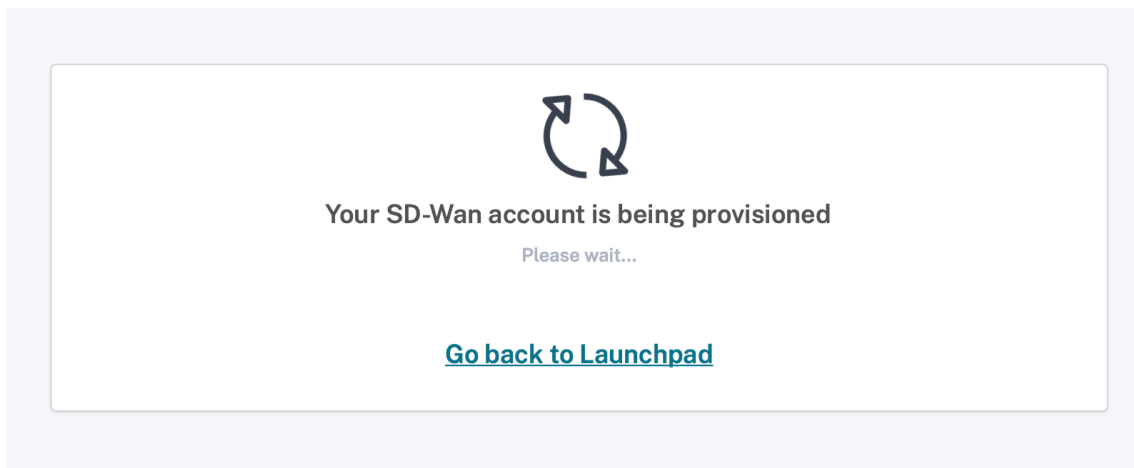 Your SD-Wan account is being provisioned
Please wait...
Go back to Launchpad